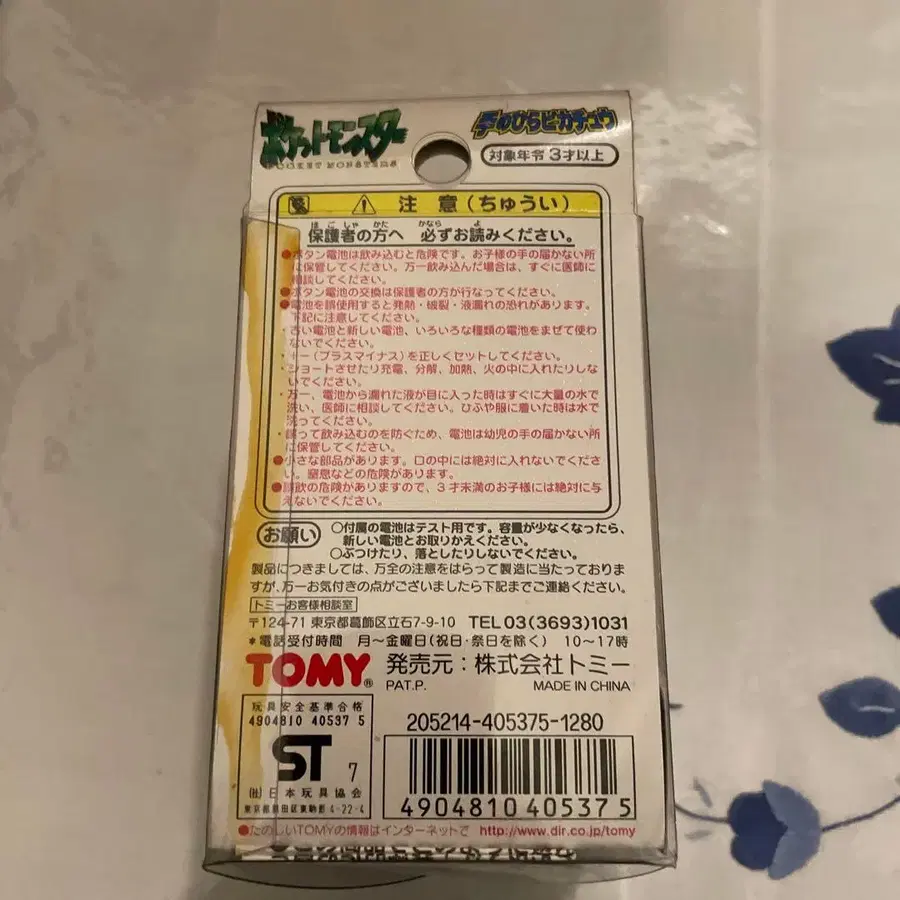 ポケットモンスター
POCKET MONSTERS
手のひらピカチュウ
対象年令3才以上
注意(ちゅうい)
ほごしゃ かた かなら よ
保護者の方へ 必ずお読みください。
●ボタン電池は飲み込むと危険です。お子様の手の届かない所
に保管してください。万一飲み込んだ場合は、すぐに医師に
相談してください。
●ボタン電池の交換は保護者の方が行なってください。
●電池を誤使用すると発熱・破裂・液漏れの恐れがあります。
下記に注意してください。
・古い電池と新しい電池、いろいろな種類の電池をまぜて使わ
ないでください。
・+−(プラスマイナス)を正しくセットしてください。
・ショートさせたり充電、分解、加熱、火の中に入れたりしな
いでください。
・万一、電池から漏れた液が目に入った時はすぐに大量の水で
洗い、医師に相談してください。ひふや服に着いた時は水で
洗ってください。
・誤って飲み込むのを防ぐため、電池は幼児の手の届かない所
に保管してください。
●小さな部品があります。口の中には絶対に入れないでくださ
い。窒息などの危険があります。
●誤飲の危険がありますので、3才未満のお子様には絶対に与
えないでください。
お願い
○付属の電池はテスト用です。容量が少なくなったら、
新しい電池とお取りかえください。
○ぶつけたり、落としたりしないでください。
製品につきましては、万全の注意をはらって製造に当たっておりま
すが、万一お気付きの点がございましたら下記までご連絡ください。
トミーお客様相談室
〒124-71 東京都葛飾区立石7-9-10 TEL 03(3693)1031
*電話受付時間 月〜金曜日(祝日・祭日を除く) 10〜17時
TOMY® 発売元:株式会社トミー
PAT.P. MADE IN CHINA
玩具安全基準合格
4904810 40537 5
ST 7
(社)日本玩具協会
東京都墨田区東駒形4-22-4
205214-405375-1280
4904810405375
●たのしいTOMYの情報はインターネットで http://www.dir.co.jp/tomy